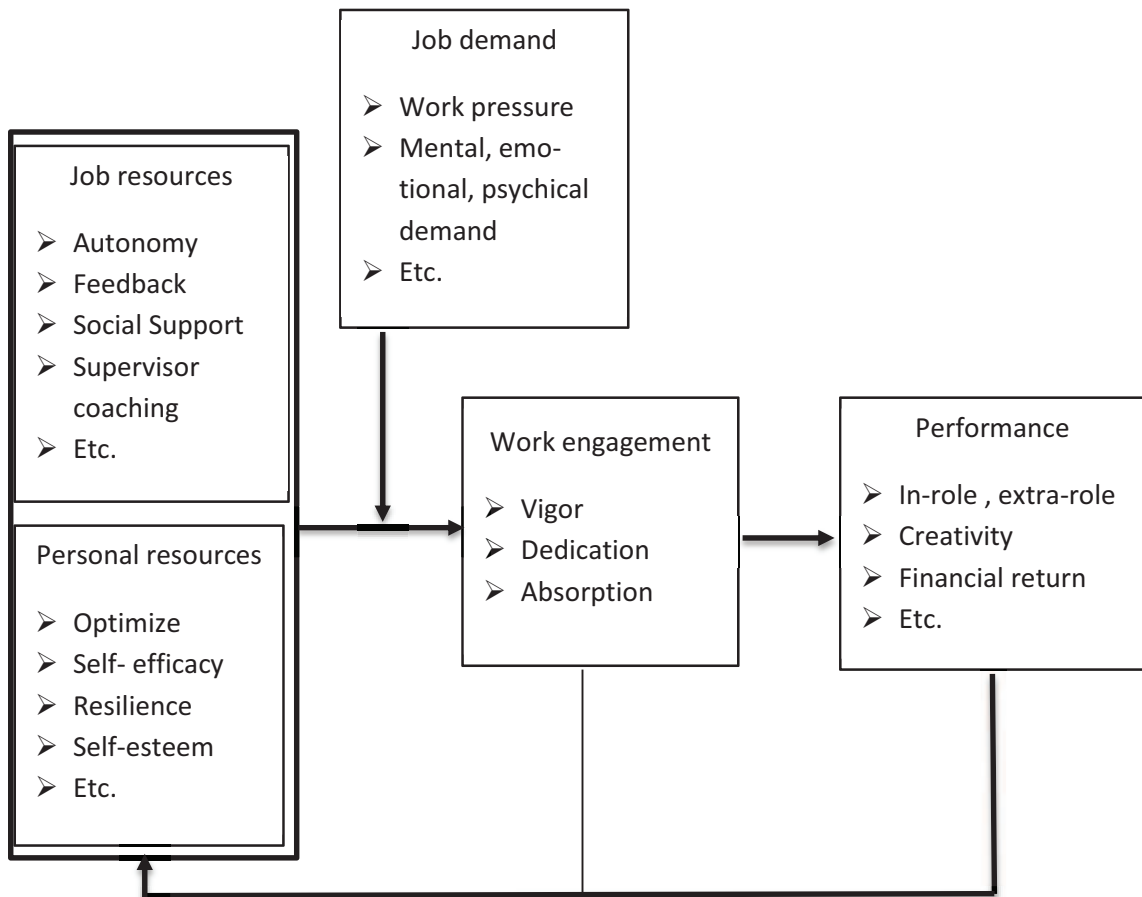 Job demand
➢ Work pressure
➢ Mental, emo-
tional, psychical
demand
➢ Etc.
Job resources
➢ Autonomy
➢ Feedback
➢ Social Support
➢ Supervisor
coaching
➢ Etc.
Personal resources
➢ Optimize
➢ Self- efficacy
➢ Resilience
➢ Self-esteem
➢ Etc.
Work engagement
➢ Vigor
➢ Dedication
➢ Absorption
Performance
➢ In-role , extra-role
➢ Creativity
➢ Financial return
➢ Etc.